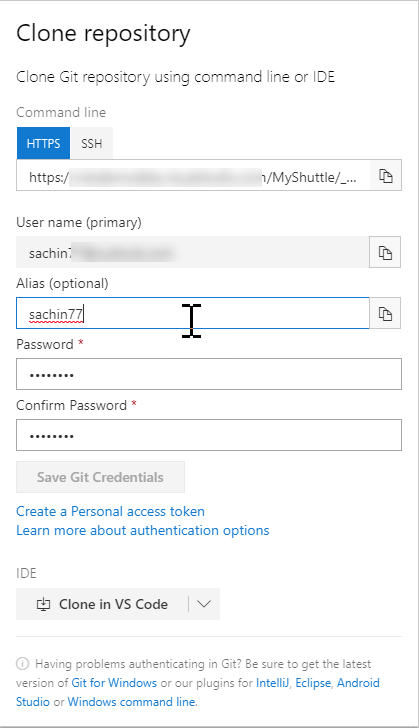 Clone repository
Clone Git repository using command line or IDE
Command line
HTTPS SSH
https:/ /MyShuttle/_...
User name (primary)
sachin7
Alias (optional)
sachin77
Password *
••••••••
Confirm Password *
••••••••
Save Git Credentials
Create a Personal access token
Learn more about authentication options
IDE
Clone in VS Code
Having problems authenticating in Git? Be sure to get the latest
version of Git for Windows or our plugins for IntelliJ, Eclipse, Android
Studio or Windows command line.